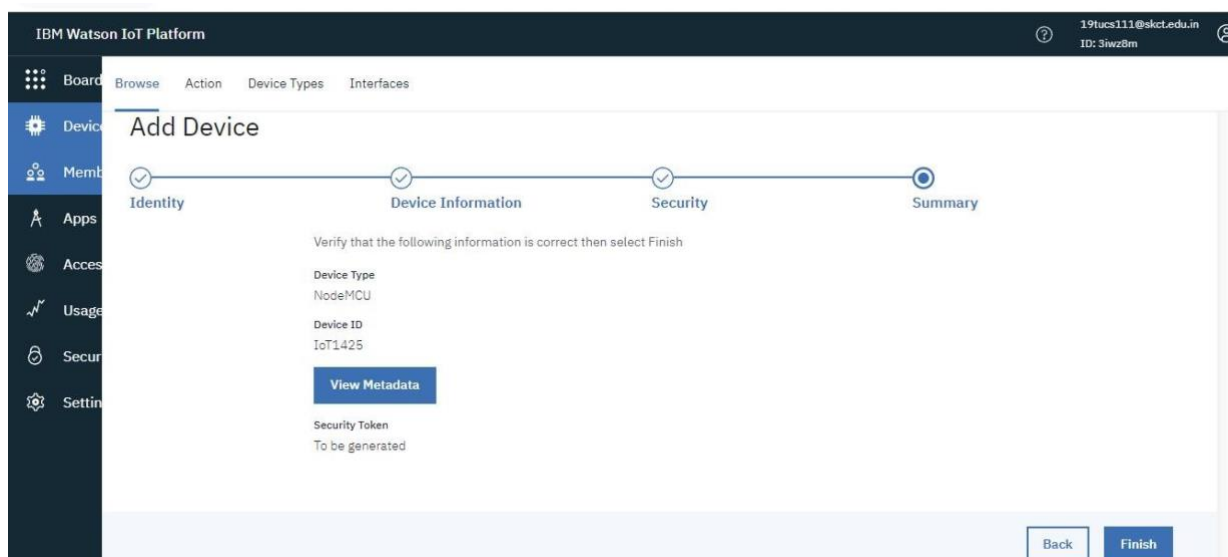 IBM Watson IoT Platform
19tucs111@skct.edu.in
ID: 3iwz8m
Board
Browse Action Device Types Interfaces
Device
Add Device
Memb
Identity Device Information Security Summary
Apps
Verify that the following information is correct then select Finish
Acces
Device Type
NodeMCU
Usage
Device ID
IoT1425
Secur
View Metadata
Settin
Security Token
To be generated
Back Finish